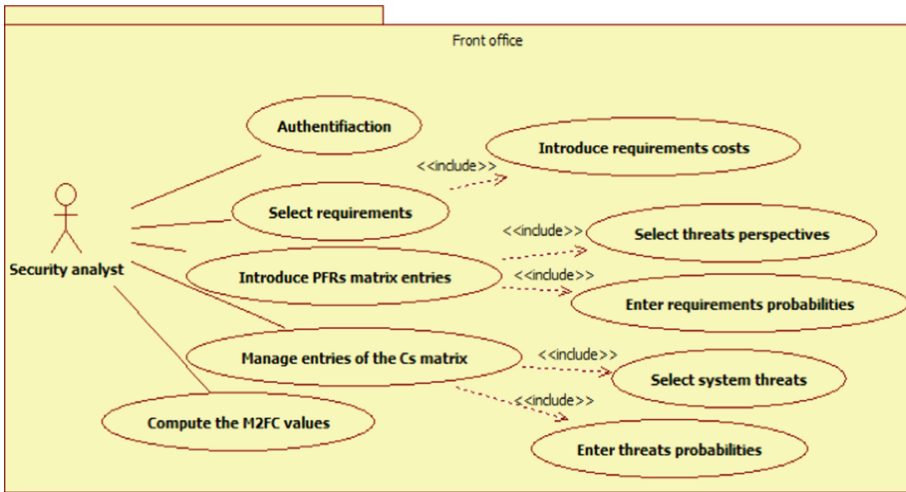 Front office
Authentifiaction
Introduce requirements costs
<<include>>
Select requirements
<<include>>
Select threats perspectives
Security analyst
Introduce PFRs matrix entries
<<include>>
Enter requirements probabilities
Manage entries of the Cs matrix
<<include>>
Select system threats
<<include>>
Compute the M2FC values
Enter threats probabilities